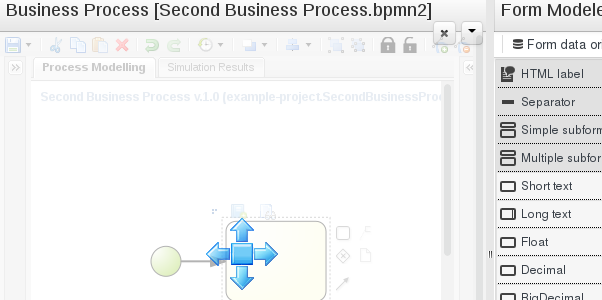 Business Process [Second Business Process.bpmn2]
Process Modelling
Simulation Results
Second Business Process v.1.0 [example-project.SecondBusinessProc
Form Modele
Form data or
HTML label
Separator
Simple subform
Multiple subfor
Short text
Long text
Float
Decimal
BigDecimal